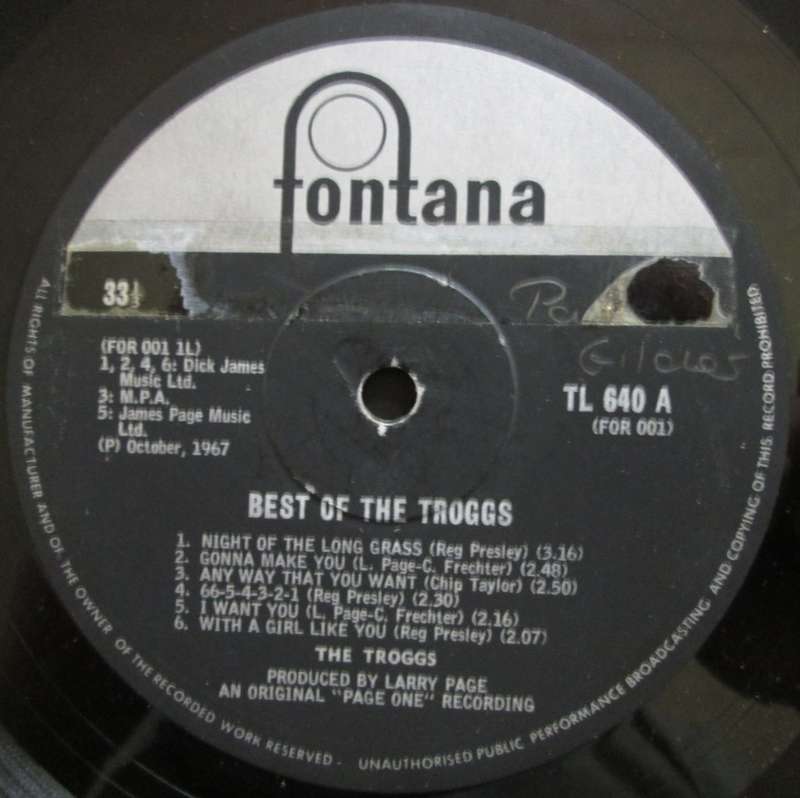 fontana
33⅓
(FOR 001 1L)
1, 2, 4, 6: Dick James
Music Ltd.
3: M.P.A.
5: James Page Music
Ltd.
(P) October, 1967
TL 640 A
(FOR 001)
BEST OF THE TROGGS
1. NIGHT OF THE LONG GRASS (Reg Presley) (3.16)
2. GONNA MAKE YOU (L. Page-C. Frechter) (2.48)
3. ANY WAY THAT YOU WANT (Chip Taylor) (2.50)
4. 66-5-4-3-2-1 (Reg Presley) (2.30)
5. I WANT YOU (L. Page-C. Frechter) (2.16)
6. WITH A GIRL LIKE YOU (Reg Presley) (2.07)
THE TROGGS
PRODUCED BY LARRY PAGE
AN ORIGINAL "PAGE ONE" RECORDING
ALL RIGHTS OF MANUFACTURER AND OF THE OWNER OF THE RECORDED WORK RESERVED - UNAUTHORISED PUBLIC PERFORMANCE BROADCASTING AND COPYING OF THIS RECORD PROHIBITED